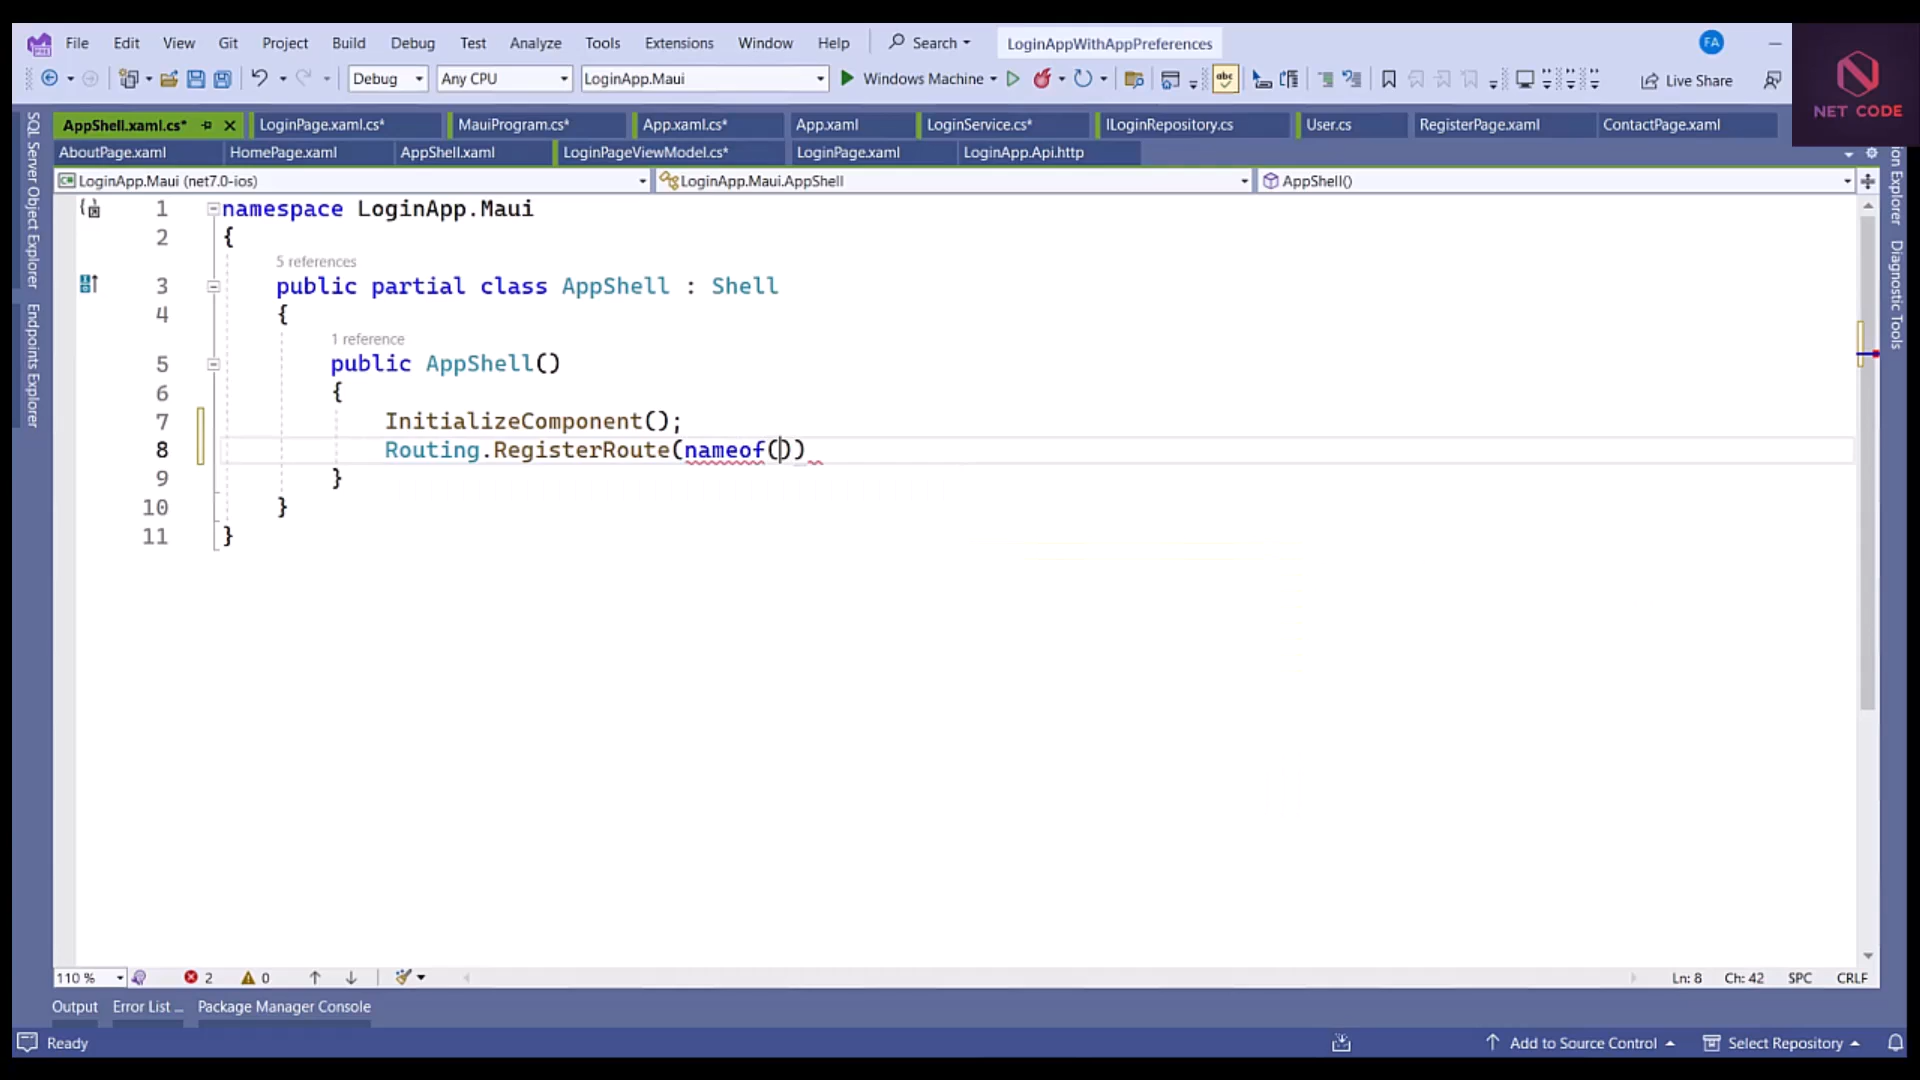 File Edit View Git Project Build Debug Test Analyze Tools Extensions Window Help Search LoginAppWithAppPreferences FA
Debug Any CPU LoginApp.Maui Windows Machine abc Live Share
NET CODE
AppShell.xaml.cs* LoginPage.xaml.cs* MauiProgram.cs* App.xaml.cs* App.xaml LoginService.cs* ILoginRepository.cs User.cs RegisterPage.xaml ContactPage.xaml
AboutPage.xaml HomePage.xaml AppShell.xaml LoginPageViewModel.cs* LoginPage.xaml LoginApp.Api.http
LoginApp.Maui (net7.0-ios) LoginApp.Maui.AppShell AppShell()
SQL Server Object Explorer
Endpoints Explorer
Explorer
Diagnostic Tools
1 namespace LoginApp.Maui
2 {
5 references
3 public partial class AppShell : Shell
4 {
1 reference
5 public AppShell()
6 {
7 InitializeComponent();
8 Routing.RegisterRoute(nameof())
9 }
10 }
11 }
110 % 2 0 Ln: 8 Ch: 42 SPC CRLF
Output Error List ... Package Manager Console
Ready Add to Source Control Select Repository